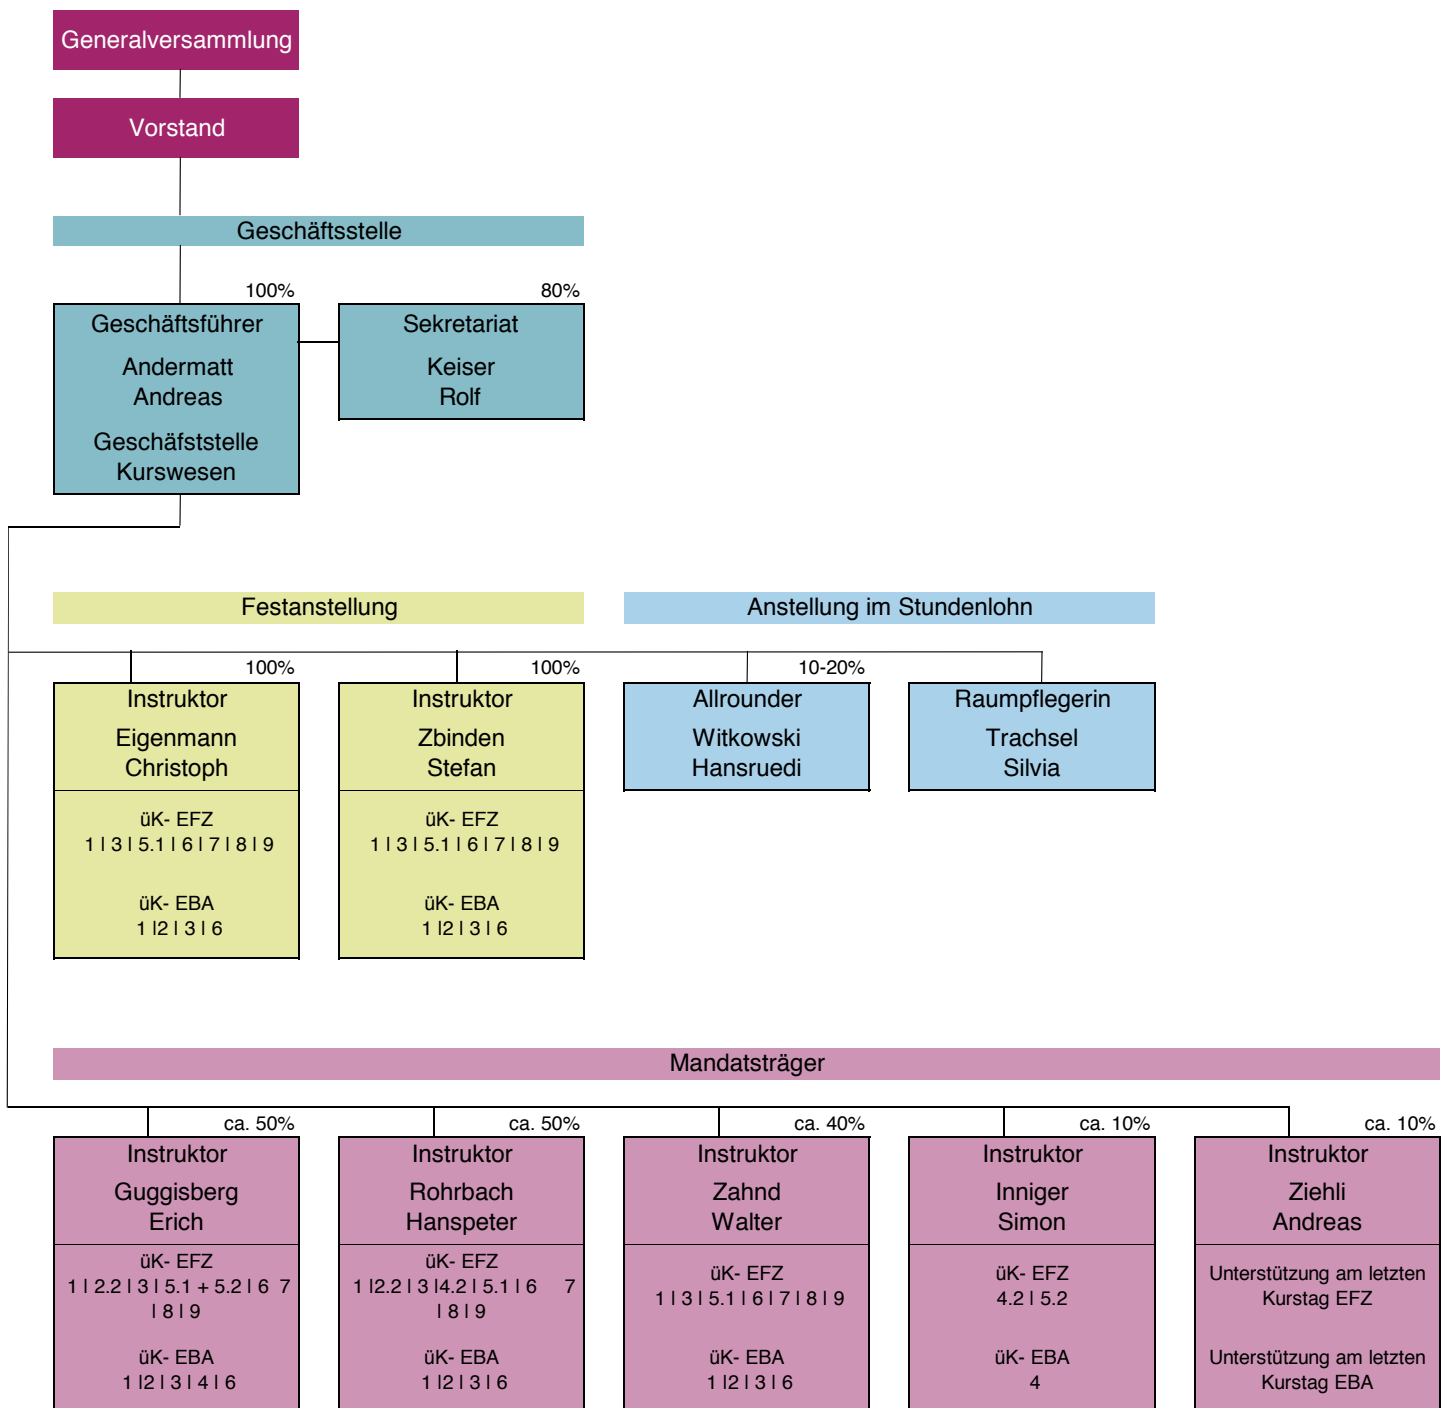 Generalversammlung
Vorstand
Geschäftsstelle
100%
Geschäftsführer
Andermatt
Andreas
Geschäfststelle
Kurswesen
80%
Sekretariat
Keiser
Rolf
Festanstellung
100%
Instruktor
Eigenmann
Christoph
üK- EFZ
1 I 3 I 5.1 I 6 I 7 I 8 I 9
üK- EBA
1 I2 I 3 I 6
100%
Instruktor
Zbinden
Stefan
üK- EFZ
1 I 3 I 5.1 I 6 I 7 I 8 I 9
üK- EBA
1 I2 I 3 I 6
Anstellung im Stundenlohn
10-20%
Allrounder
Witkowski
Hansruedi
Raumpflegerin
Trachsel
Silvia
Mandatsträger
ca. 50%
Instruktor
Guggisberg
Erich
üK- EFZ
1 I 2.2 I 3 I 5.1 + 5.2 I 6 7
I 8 I 9
üK- EBA
1 I2 I 3 I 4 I 6
ca. 50%
Instruktor
Rohrbach
Hanspeter
üK- EFZ
1 I2.2 I 3 I4.2 I 5.1 I 6 7
I 8 I 9
üK- EBA
1 I2 I 3 I 6
ca. 40%
Instruktor
Zahnd
Walter
üK- EFZ
1 I 3 I 5.1 I 6 I 7 I 8 I 9
üK- EBA
1 I2 I 3 I 6
ca. 10%
Instruktor
Inniger
Simon
üK- EFZ
4.2 I 5.2
üK- EBA
4
ca. 10%
Instruktor
Ziehli
Andreas
Unterstützung am letzten
Kurstag EFZ
Unterstützung am letzten
Kurstag EBA